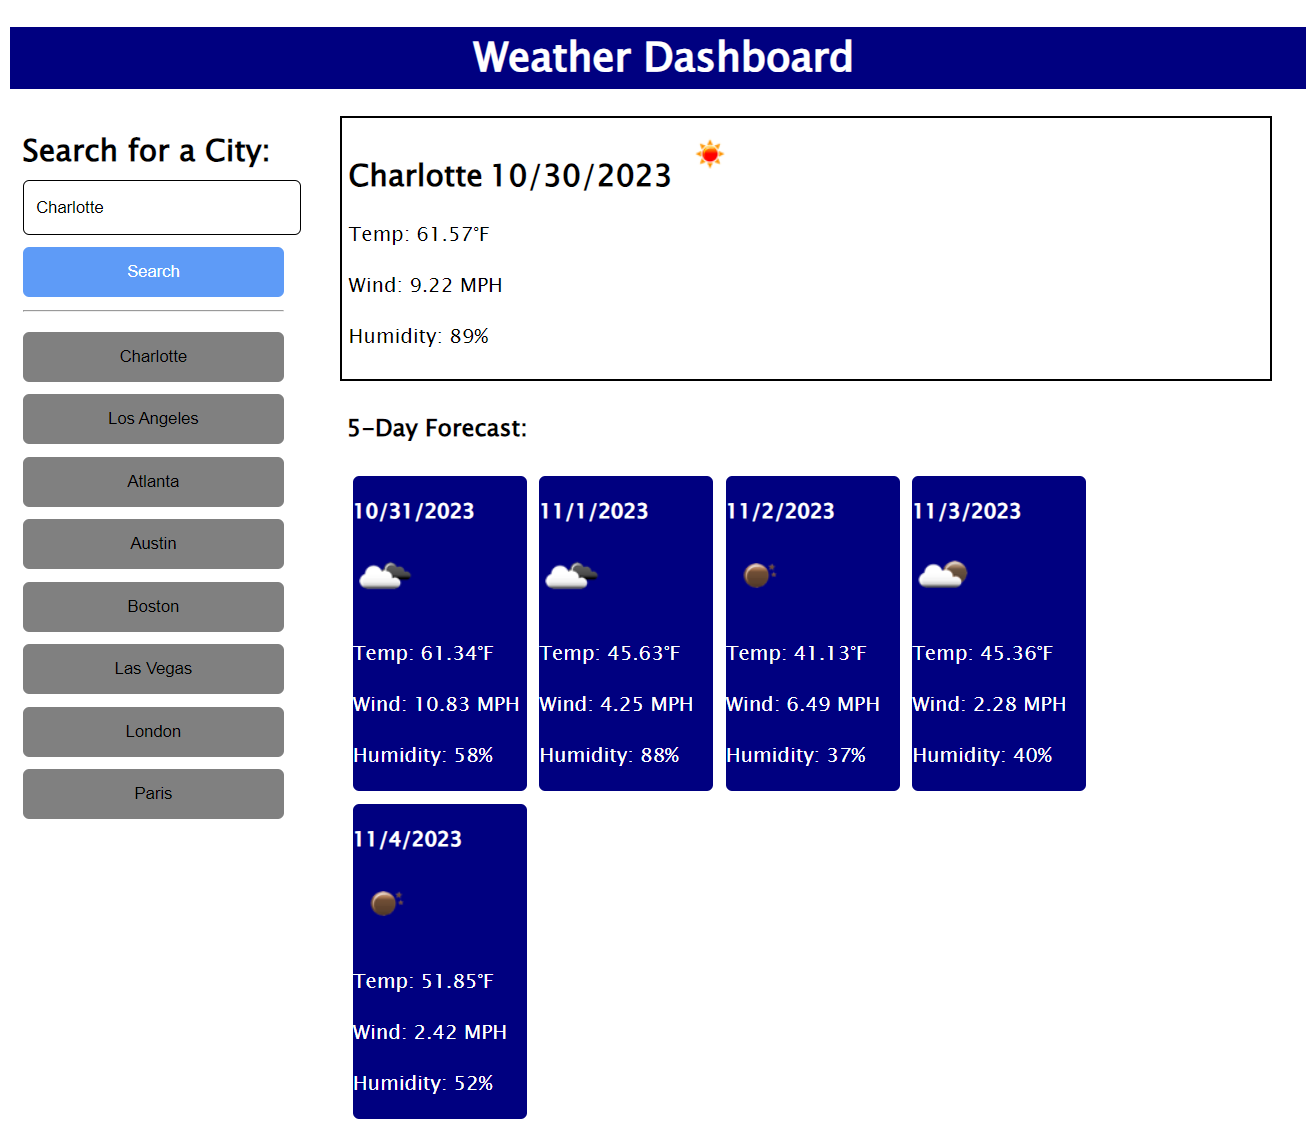 Weather Dashboard
Search for a City:
Charlotte
Search
Charlotte
Los Angeles
Atlanta
Austin
Boston
Las Vegas
London
Paris
Charlotte 10/30/2023
Temp: 61.57°F
Wind: 9.22 MPH
Humidity: 89%
5-Day Forecast:
10/31/2023
Temp: 61.34°F
Wind: 10.83 MPH
Humidity: 58%
11/1/2023
Temp: 45.63°F
Wind: 4.25 MPH
Humidity: 88%
11/2/2023
Temp: 41.13°F
Wind: 6.49 MPH
Humidity: 37%
11/3/2023
Temp: 45.36°F
Wind: 2.28 MPH
Humidity: 40%
11/4/2023
Temp: 51.85°F
Wind: 2.42 MPH
Humidity: 52%